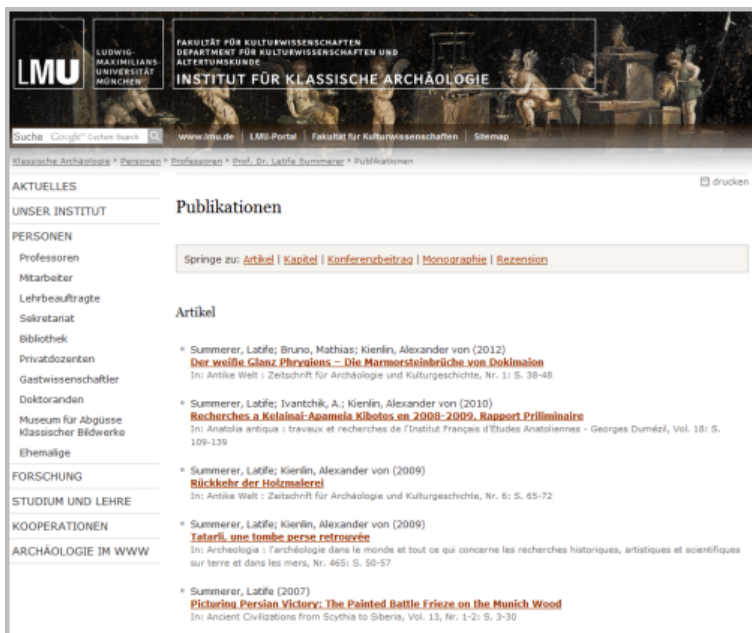 LMU
LUDWIG-
MAXIMILIANS-
UNIVERSITÄT
MÜNCHEN
FAKULTÄT FÜR KULTURWISSENSCHAFTEN
DEPARTMENT FÜR KULTURWISSENSCHAFTEN UND
ALTERTUMSKUNDE
INSTITUT FÜR KLASSISCHE ARCHÄOLOGIE
Suche Google™ Custom Search www.lmu.de | LMU-Portal | Fakultät für Kulturwissenschaften | Sitemap
Klassische Archäologie * Personen * Professoren * Prof. Dr. Latife Summerer * Publikationen
drucken
AKTUELLES
UNSER INSTITUT
PERSONEN
Professoren
Mitarbeiter
Lehrbeauftragte
Sekretariat
Bibliothek
Privatdozenten
Gastwissenschaftler
Doktoranden
Museum für Abgüsse
Klassischer Bildwerke
Ehemalige
FORSCHUNG
STUDIUM UND LEHRE
KOOPERATIONEN
ARCHÄOLOGIE IM WWW
Publikationen
Springe zu: Artikel | Kapitel | Konferenzbeitrag | Monographie | Rezension
Artikel
Summerer, Latife; Bruno, Mathias; Kienlin, Alexander von (2012)
Der weiße Glanz Phrygiens – Die Marmorsteinbrüche von Dokimaion
In: Antike Welt : Zeitschrift für Archäologie und Kulturgeschichte, Nr. 1: S. 38-48
Summerer, Latife; Ivantchik, A.; Kienlin, Alexander von (2010)
Recherches a Kelainai-Apameia Kibotos en 2008-2009. Rapport Priliminaire
In: Anatolia antiqua : travaux et recherches de l'Institut Français d'Études Anatoliennes - Georges Dumézil, Vol. 18: S.
109-139
Summerer, Latife; Kienlin, Alexander von (2009)
Rückkehr der Holzmalerei
In: Antike Welt : Zeitschrift für Archäologie und Kulturgeschichte, Nr. 6: S. 65-72
Summerer, Latife; Kienlin, Alexander von (2009)
Tatarli, une tombe perse retrouvée
In: Archeologia : l'archéologie dans le monde et tout ce qui concerne les recherches historiques, artistiques et scientifiques
sur terre et dans les mers, Nr. 465: S. 50-57
Summerer, Latife (2007)
Picturing Persian Victory: The Painted Battle Frieze on the Munich Wood
In: Ancient Civilizations from Scythia to Siberia, Vol. 13, Nr. 1-2: S. 3-30